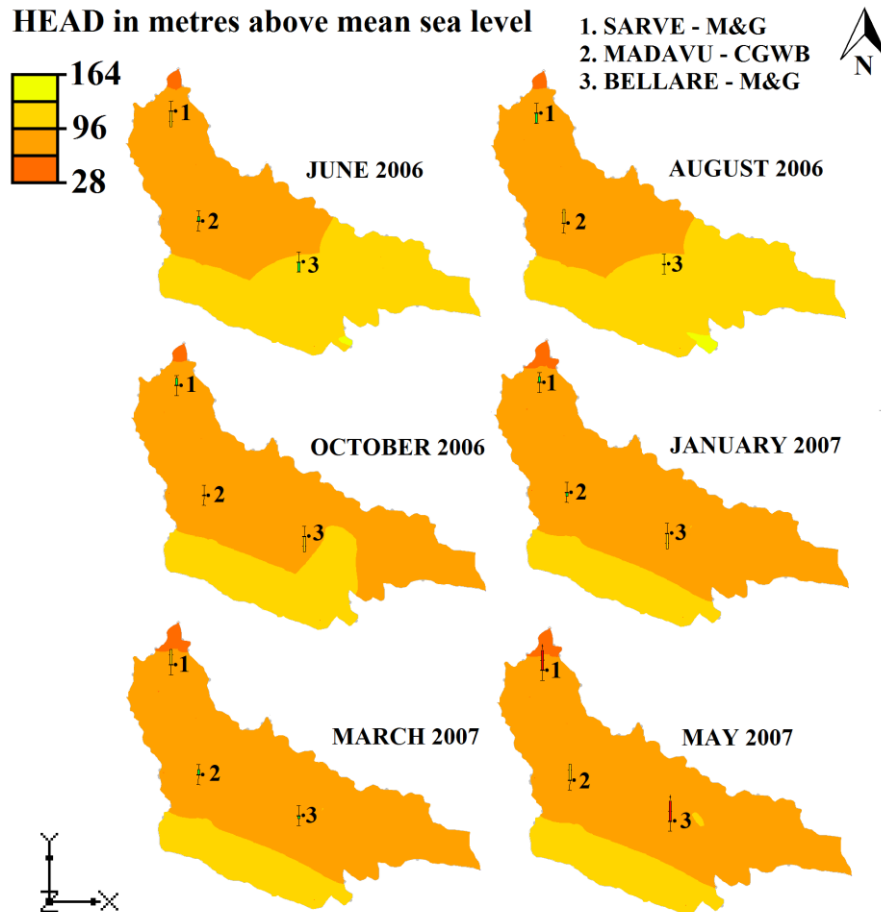 HEAD in metres above mean sea level
1. SARVE - M&G
2. MADAVU - CGWB
3. BELLARE - M&G
N
164
96
28
1
2
3
JUNE 2006
1
2
3
AUGUST 2006
1
2
3
OCTOBER 2006
1
2
3
JANUARY 2007
1
2
3
MARCH 2007
1
2
3
MAY 2007
Y
Z
X